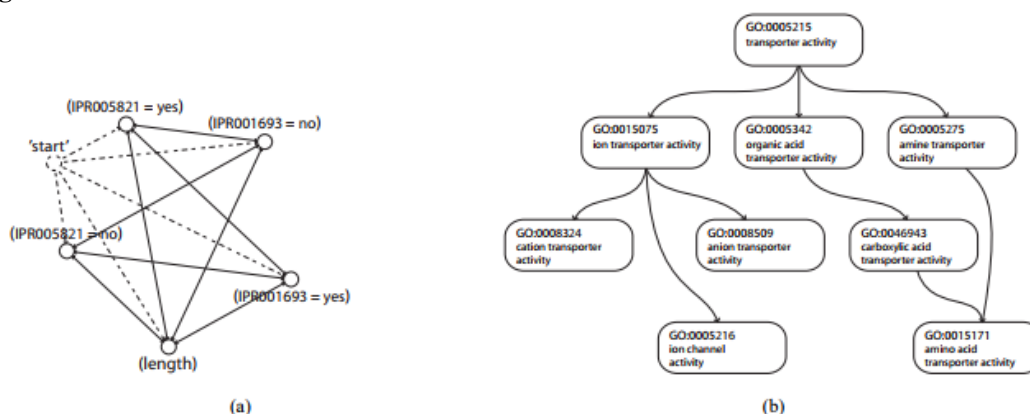 (IPR005821 = yes)
(IPR001693 = no)
'start'
(IPR005821 = no)
(IPR001693 = yes)
(length)
(a)
GO:0005215
transporter activity
GO:0015075
ion transporter activity
GO:0005342
organic acid
transporter activity
GO:0005275
amine transporter
activity
GO:0008324
cation transporter
activity
GO:0008509
anion transporter
activity
GO:0046943
carboxylic acid
transporter activity
GO:0005216
ion channel
activity
GO:0015171
amino acid
transporter activity
(b)